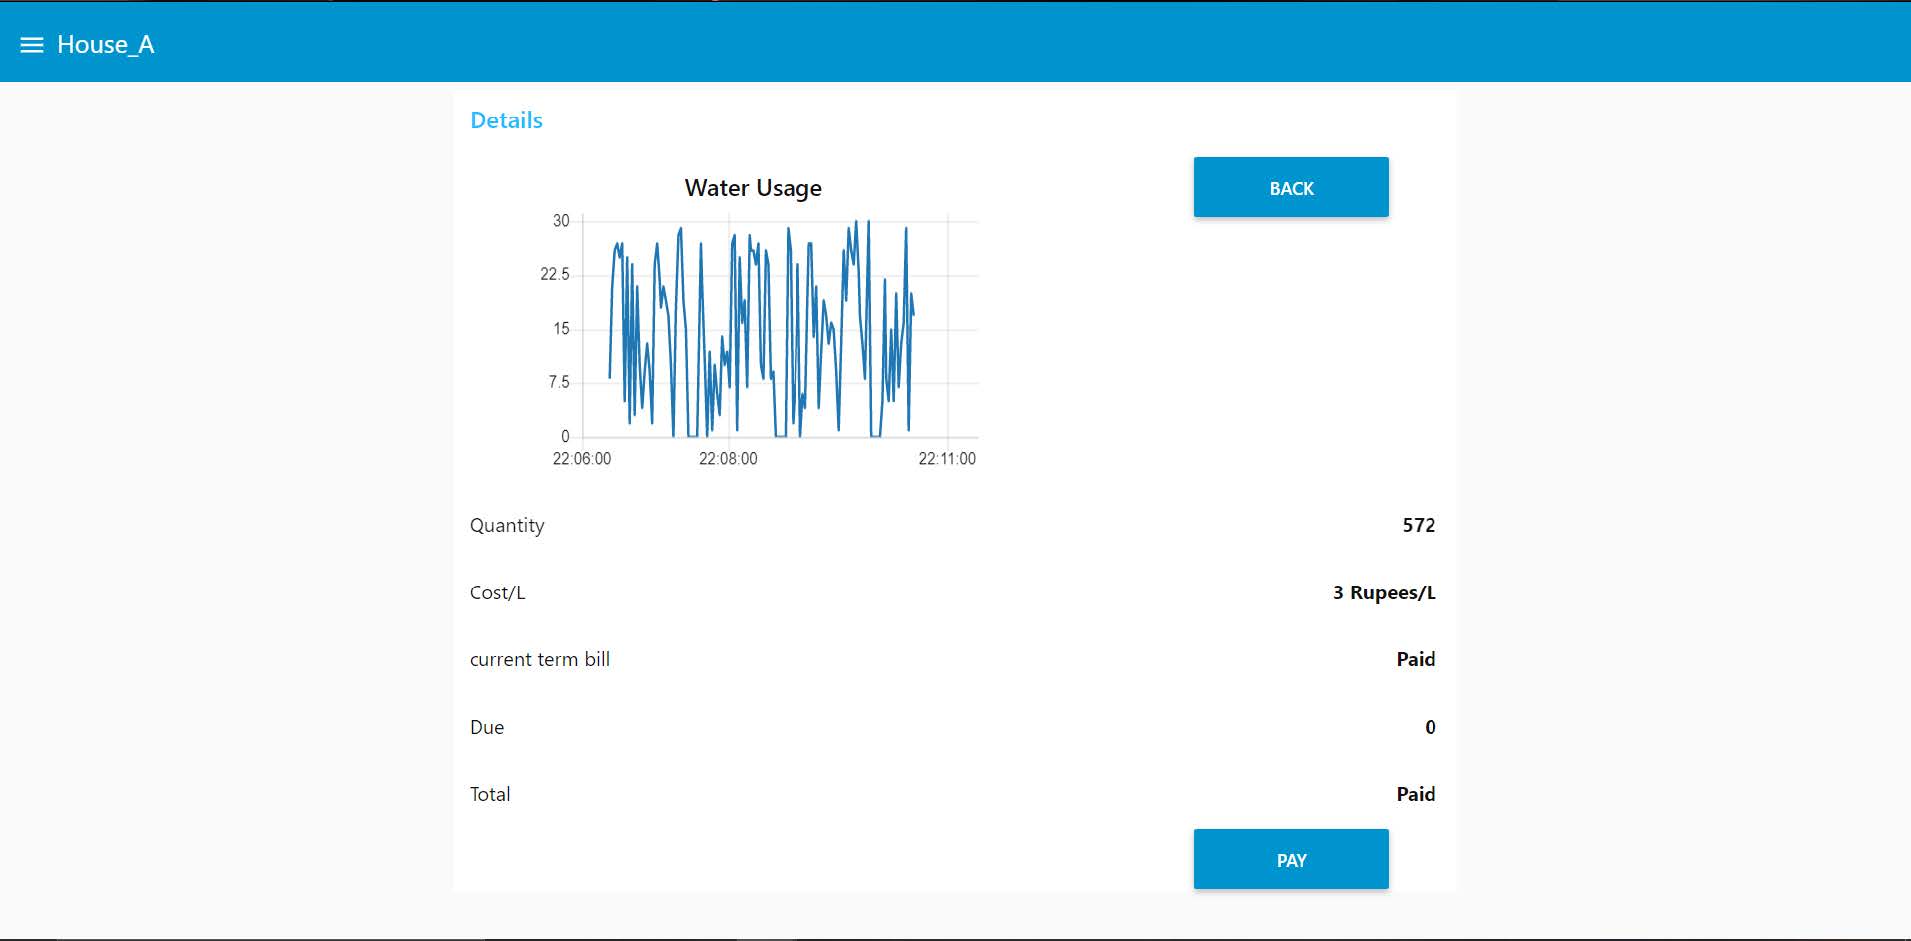 House_A
Details
BACK
Water Usage
30
22.5
15
7.5
0
22:06:00 22:08:00 22:11:00
Quantity 572
Cost/L 3 Rupees/L
current term bill Paid
Due 0
Total Paid
PAY